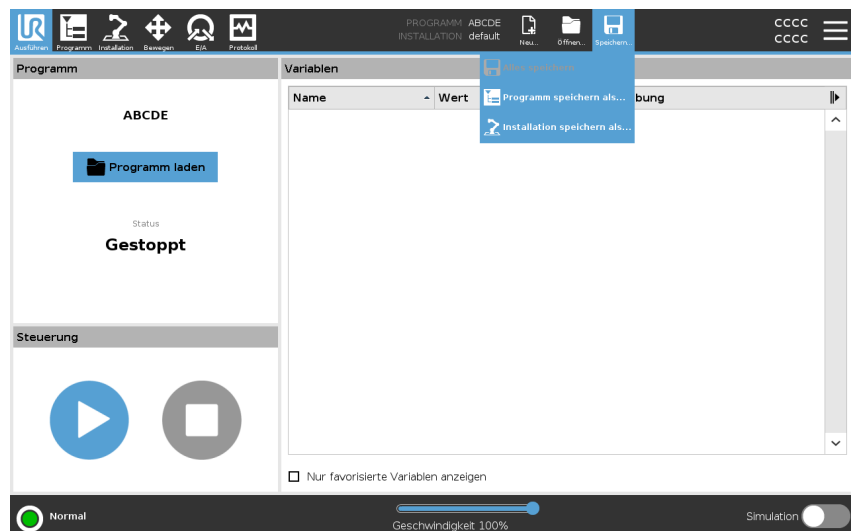 UR
Ausführen Programm Installation Bewegen E/A Protokoll
PROGRAMM ABCDE
INSTALLATION default
Neu... Öffnen... Speichern...
CCCC
CCCC
Programm
ABCDE
Programm laden
Status
Gestoppt
Steuerung
Variablen
Alles speichern
Programm speichern als...
Installation speichern als...
Name Wert bung
Nur favorisierte Variablen anzeigen
Normal
Geschwindigkeit 100%
Simulation